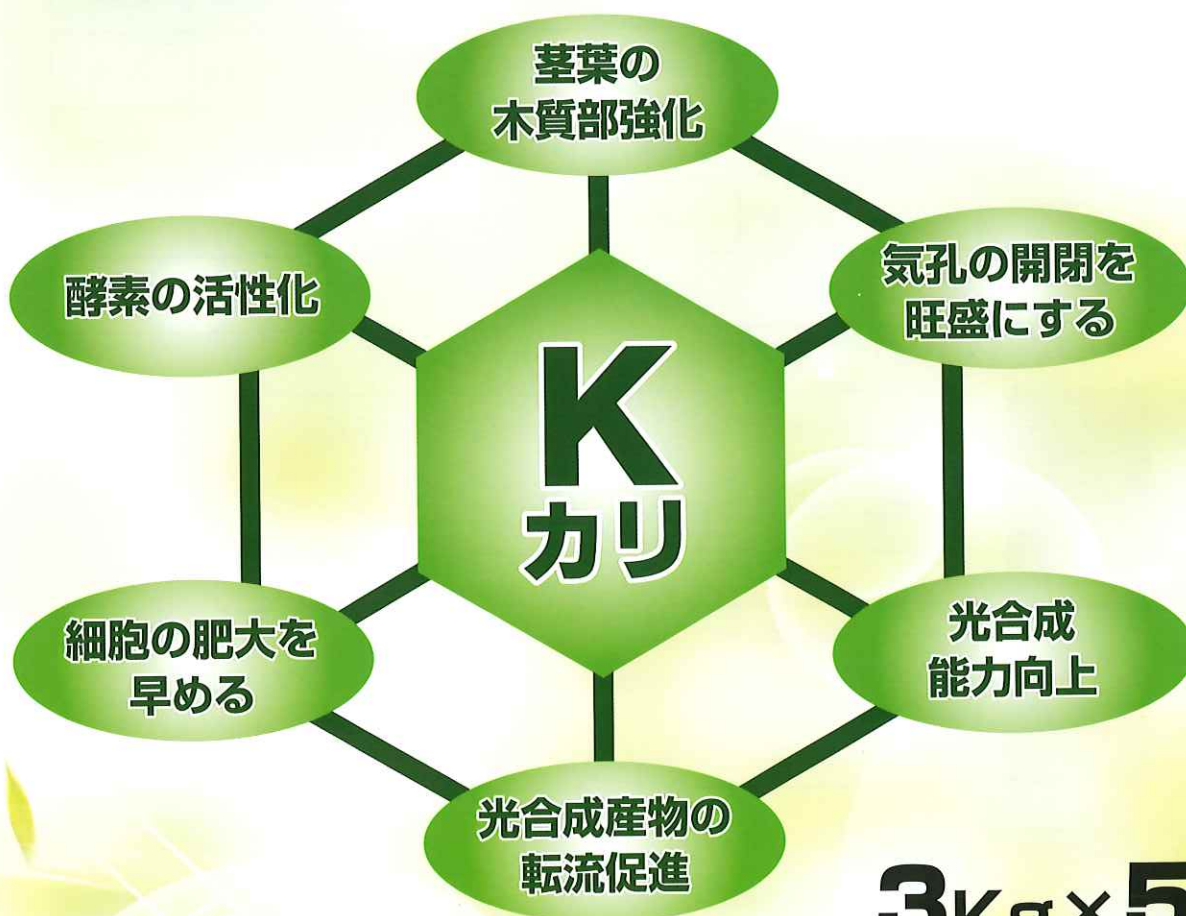 茎葉の
木質部強化
酵素の活性化
気孔の開閉を
旺盛にする
K
カリ
細胞の肥大を
早める
光合成
能力向上
光合成産物の
転流促進
3Kg×5